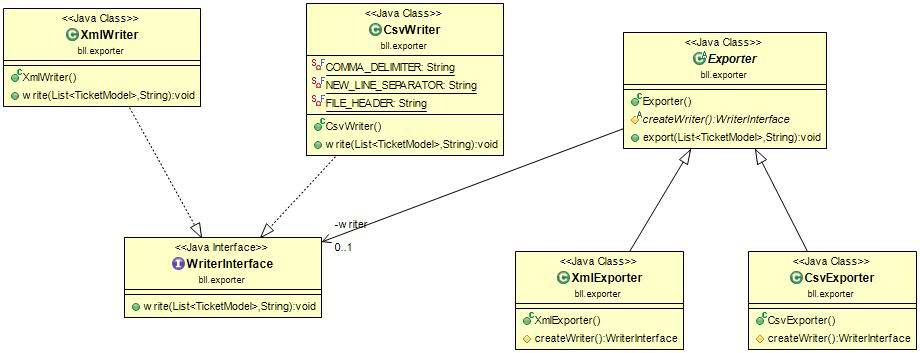 <<Java Class>>
XmlWriter
bll.exporter
XmlWriter()
write(List<TicketModel>,String):void
<<Java Class>>
CsvWriter
bll.exporter
COMMA_DELIMITER: String
NEW_LINE_SEPARATOR: String
FILE_HEADER: String
CsvWriter()
write(List<TicketModel>,String):void
<<Java Class>>
Exporter
bll.exporter
Exporter()
createWriter():WriterInterface
export(List<TicketModel>,String):void
-writer
0..1
<<Java Interface>>
WriterInterface
bll.exporter
write(List<TicketModel>,String):void
<<Java Class>>
XmlExporter
bll.exporter
XmlExporter()
createWriter():WriterInterface
<<Java Class>>
CsvExporter
bll.exporter
CsvExporter()
createWriter():WriterInterface